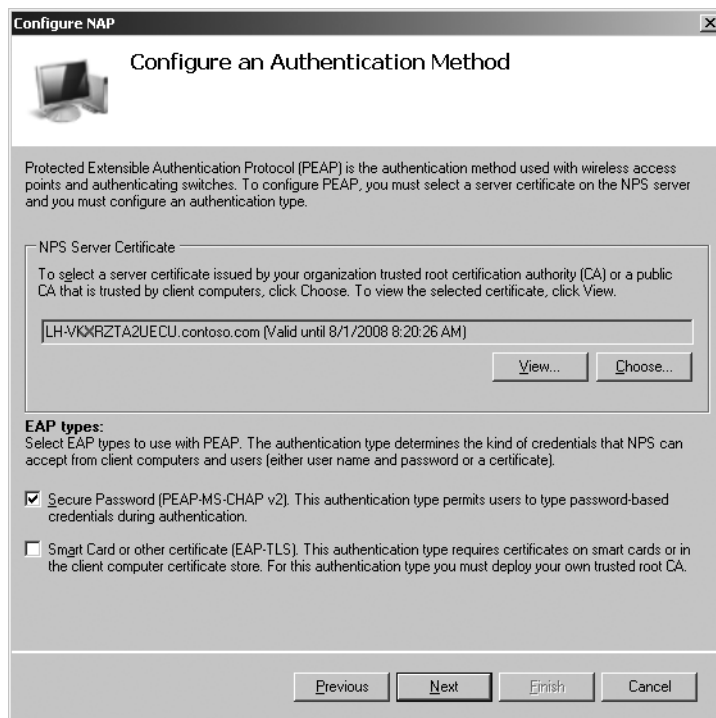 Configure NAP
Configure an Authentication Method
Protected Extensible Authentication Protocol (PEAP) is the authentication method used with wireless access
points and authenticating switches. To configure PEAP, you must select a server certificate on the NPS server
and you must configure an authentication type.
NPS Server Certificate
To select a server certificate issued by your organization trusted root certification authority (CA) or a public
CA that is trusted by client computers, click Choose. To view the selected certificate, click View.
LH-VKXRZTA2UECU.contoso.com (Valid until 8/1/2008 8:20:26 AM)
View... Choose...
EAP types:
Select EAP types to use with PEAP. The authentication type determines the kind of credentials that NPS can
accept from client computers and users (either user name and password or a certificate).
Secure Password (PEAP-MS-CHAP v2). This authentication type permits users to type password-based
credentials during authentication.
Smart Card or other certificate (EAP-TLS). This authentication type requires certificates on smart cards or in
the client computer certificate store. For this authentication type you must deploy your own trusted root CA.
Previous Next Finish Cancel